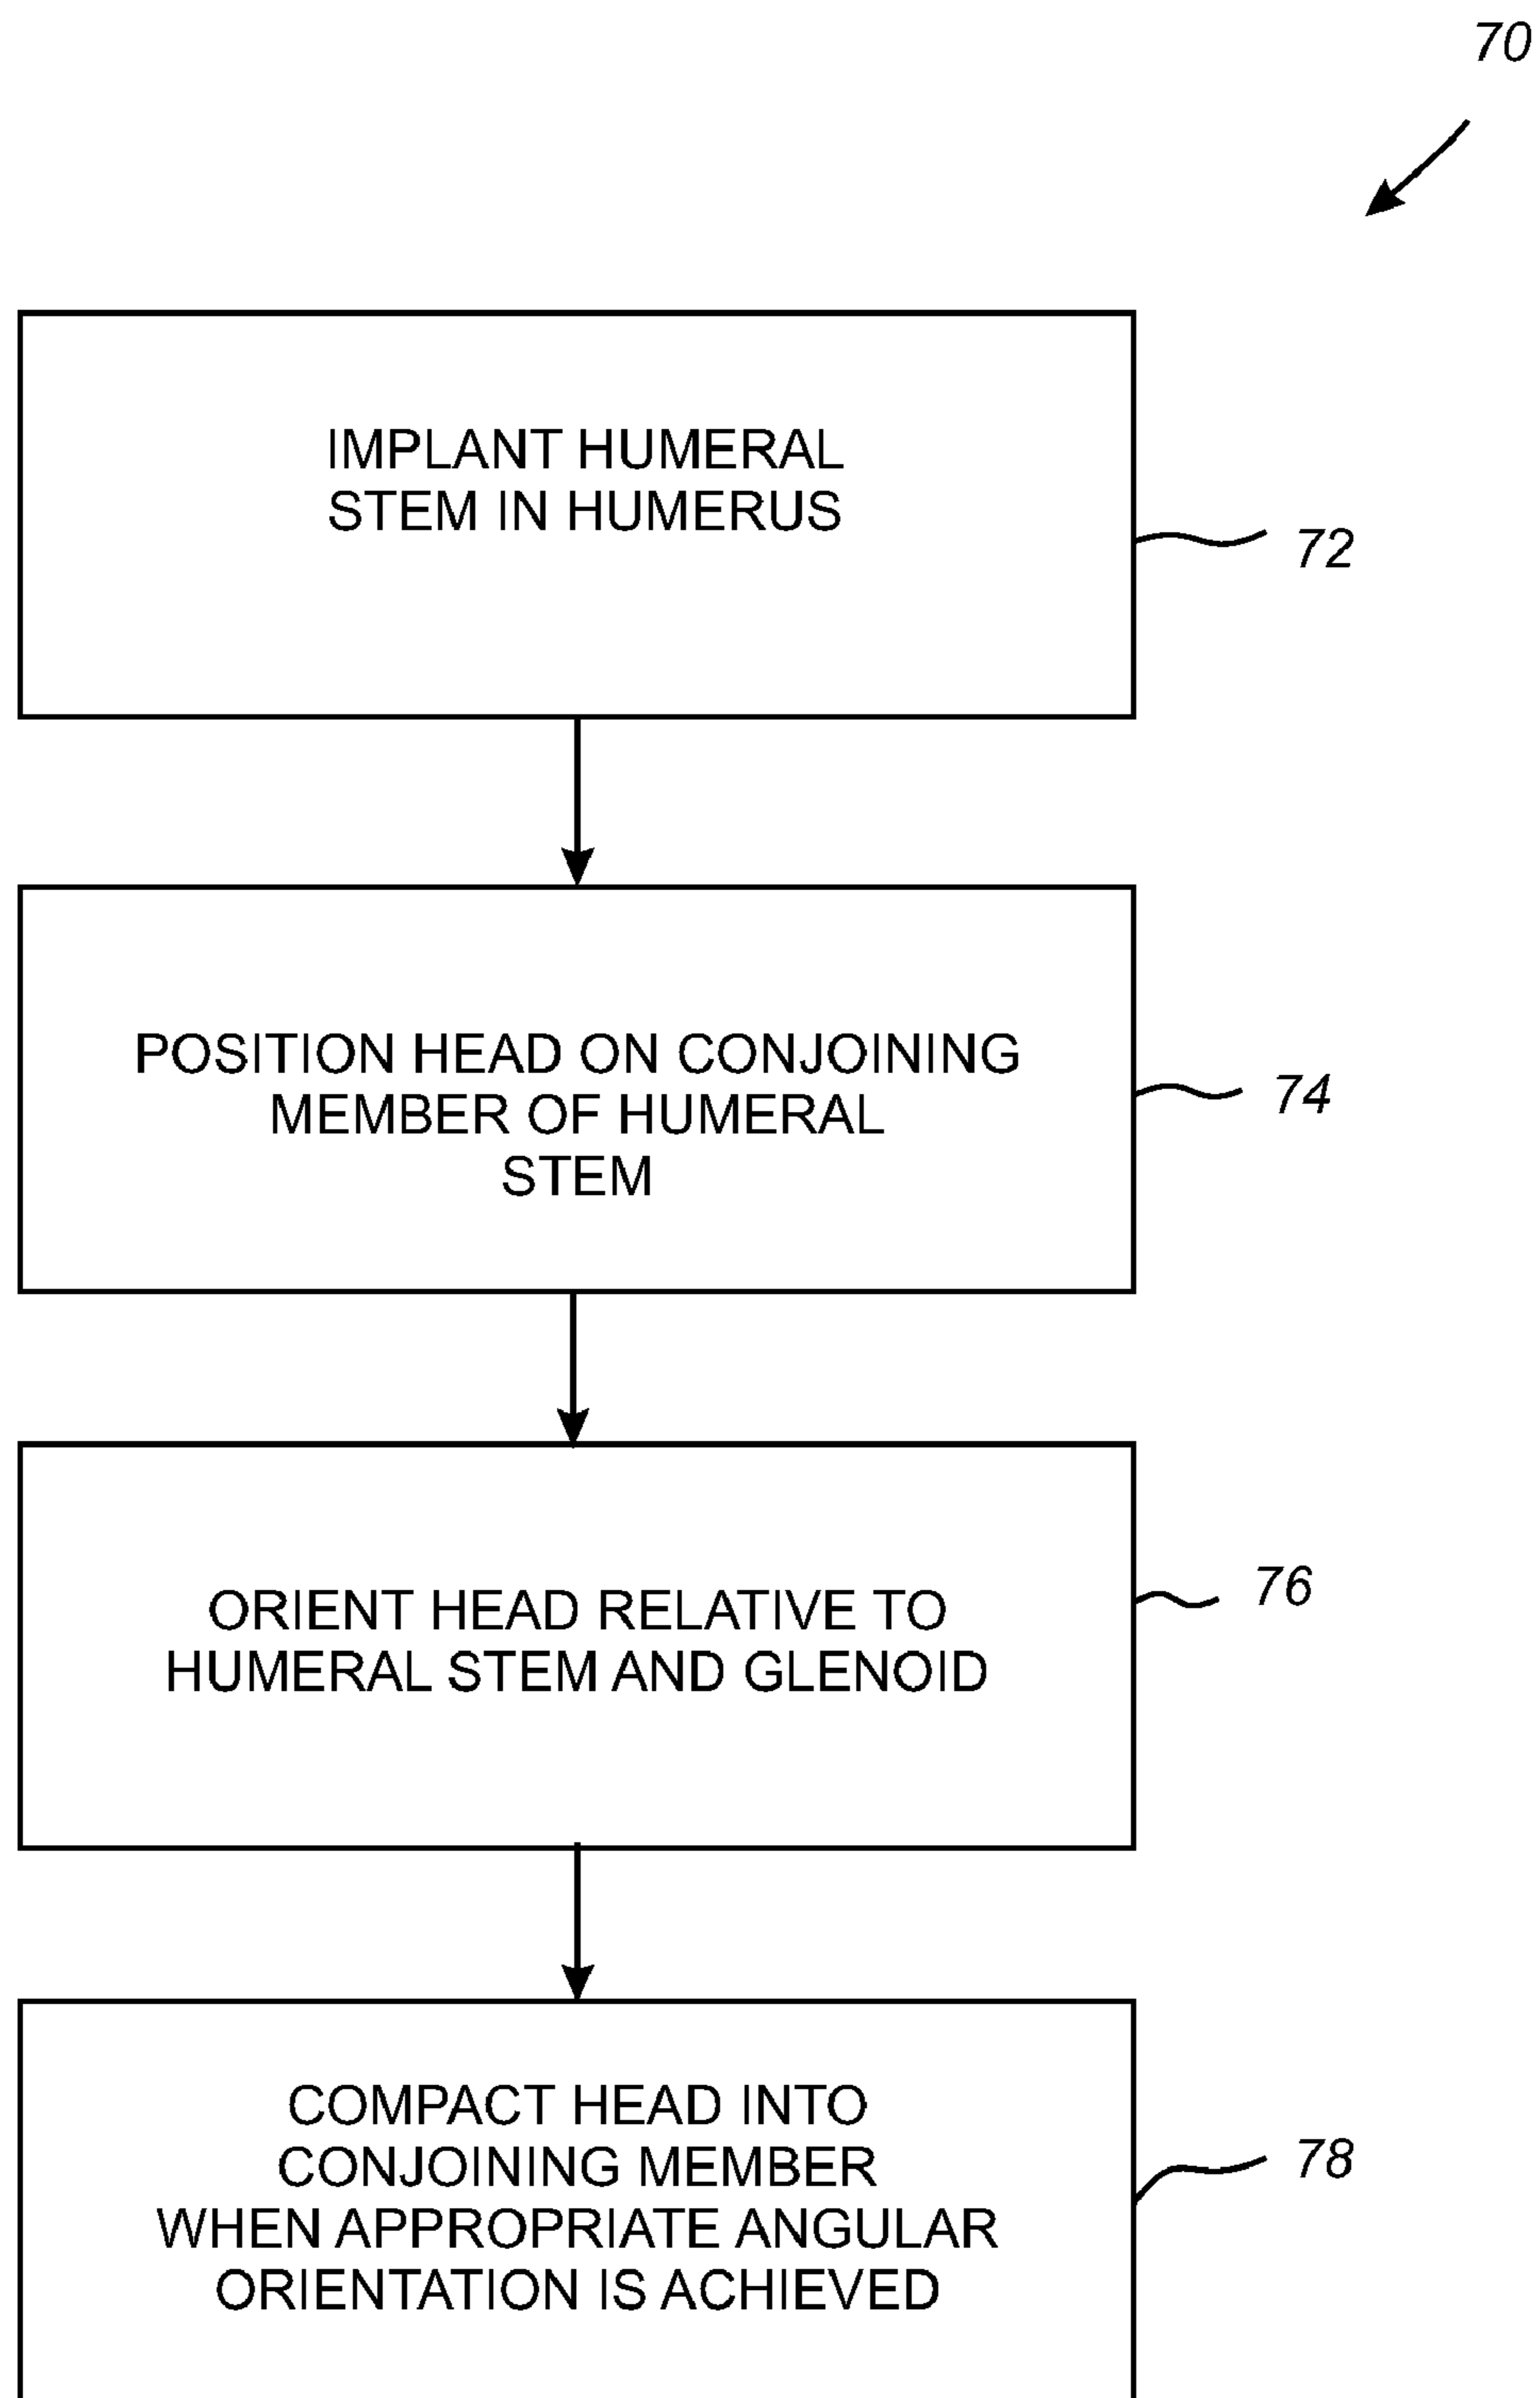 70
IMPLANT HUMERAL
STEM IN HUMERUS
72
POSITION HEAD ON CONJOINING
MEMBER OF HUMERAL
STEM
74
ORIENT HEAD RELATIVE TO
HUMERAL STEM AND GLENOID
76
COMPACT HEAD INTO
CONJOINING MEMBER
WHEN APPROPRIATE ANGULAR
ORIENTATION IS ACHIEVED
78